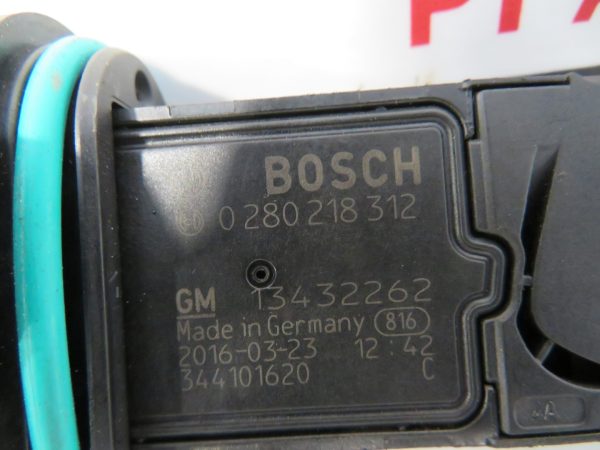 BOSCH
0 280 218 312
GM 13432262
Made in Germany 816
2016-03-23 12:42
344101620 C